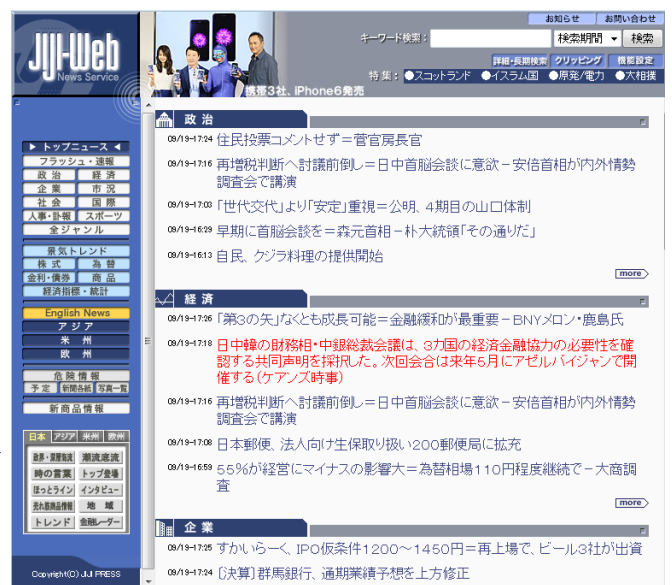 お知らせ お問い合わせ
JIJI-Web
News Service
キーワード検索: 検索期間 検索
詳細・長期検索 クリッピング 機能設定
特集: ●スコットランド ●イスラム国 ●原発/電力 ●大相撲
携帯3社、iPhone6発売
▶ トップニュース ◀
フラッシュ・速報
政 治 経 済
企 業 市 況
社 会 国 際
人事・訃報 スポーツ
全ジャンル
景気トレンド
株 式 為 替
金利・債券 商 品
経済指標・統計
English News
ア ジ ア
米 州
欧 州
危険情報
予 定 新聞各紙 写真一覧
新商品情報
日本 アジア 米州 欧州
政界・業界地図 潮流底流
時の言葉 トップ登場
ほっとライン インタビュー
売れ筋商品情報 地 域
トレンド 金融レーダー
Copyright(C) JIJI PRESS
政 治
09/19-17:24 住民投票コメントせず=菅官房長官
09/19-17:16 再増税判断へ討議前倒し=日中首脳会談に意欲-安倍首相が内外情勢
調査会で講演
09/19-17:03 「世代交代」より「安定」重視=公明、4期目の山口体制
09/19-16:29 早期に首脳会談を=森元首相-朴大統領「その通りだ」
09/19-16:13 自民、クジラ料理の提供開始
more
経 済
09/19-17:26 「第3の矢」なくとも成長可能=金融緩和が最重要-BNYメロン・鹿島氏
09/19-17:18 日中韓の財務相・中銀総裁会議は、3カ国の経済金融協力の必要性を確
認する共同声明を採択した。次回会合は来年5月にアゼルバイジャンで開
催する(ケアンズ時事)
09/19-17:16 再増税判断へ討議前倒し=日中首脳会談に意欲-安倍首相が内外情勢
調査会で講演
09/19-17:08 日本郵便、法人向け生保取り扱い200郵便局に拡充
09/19-16:59 55%が経営にマイナスの影響大=為替相場110円程度継続で-大商調
査
more
企 業
09/19-17:25 すかいらーく、IPO仮条件1200~1450円=再上場で、ビール3社が出資
09/19-17:24 〔決算〕群馬銀行、通期業績予想を上方修正